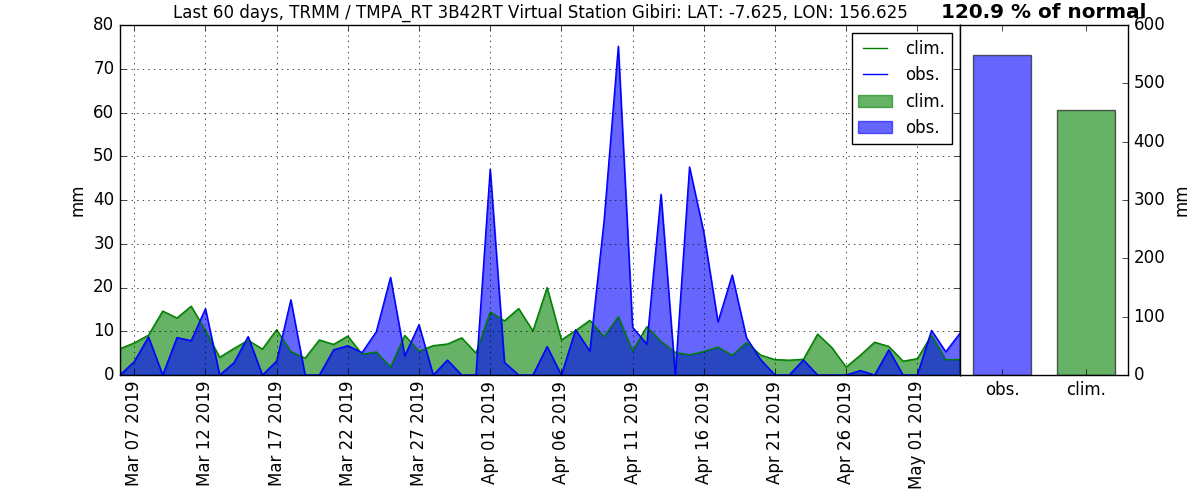 Last 60 days, TRMM / TMPA_RT 3B42RT Virtual Station Gibiri: LAT: -7.625, LON: 156.625
120.9 % of normal
80
70
60
50
40
30
20
10
0
mm
clim.
obs.
clim.
obs.
Mar 07 2019
Mar 12 2019
Mar 17 2019
Mar 22 2019
Mar 27 2019
Apr 01 2019
Apr 06 2019
Apr 11 2019
Apr 16 2019
Apr 21 2019
Apr 26 2019
May 01 2019
600
500
400
300
200
100
0
mm
obs.
clim.